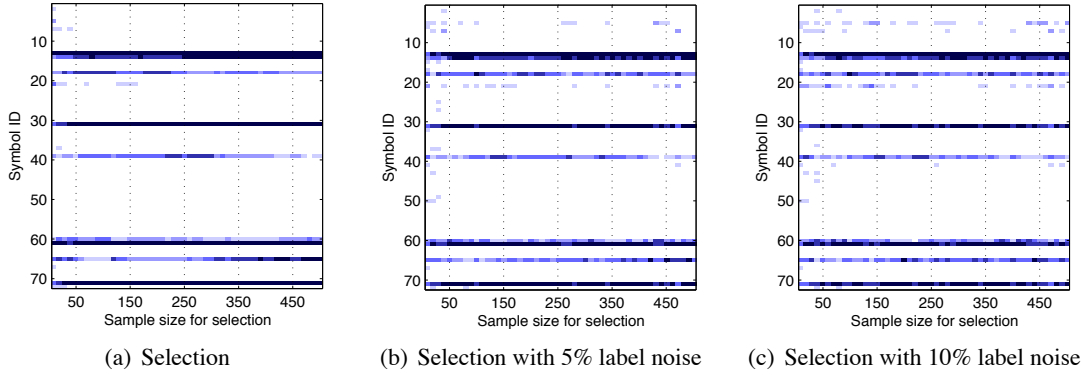 10
20
30
40
50
60
70
Symbol ID
50 150 250 350 450
Sample size for selection
(a) Selection
10
20
30
40
50
60
70
Symbol ID
50 150 250 350 450
Sample size for selection
(b) Selection with 5% label noise
10
20
30
40
50
60
70
Symbol ID
50 150 250 350 450
Sample size for selection
(c) Selection with 10% label noise